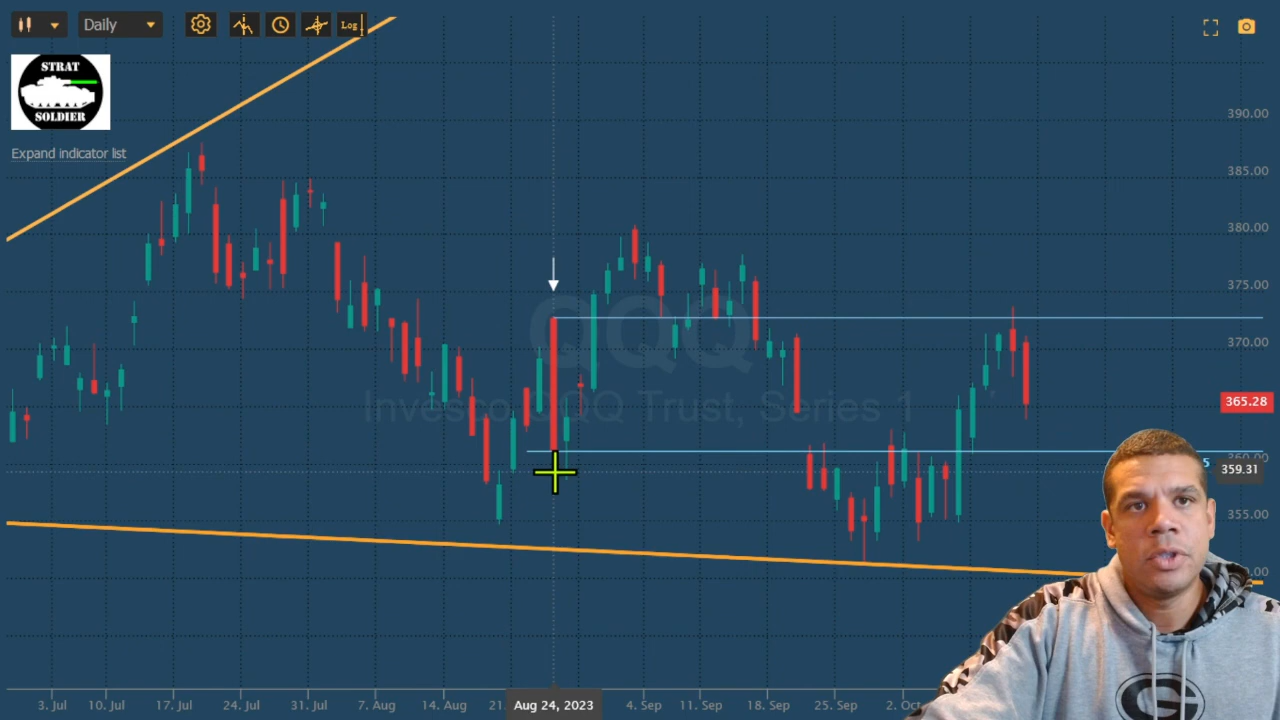 Daily
Log
STRAT
SOLDIER
Expand indicator list
QQQ
Invesco QQQ Trust, Series 1
390.00
385.00
380.00
375.00
370.00
365.28
360.00
5
359.31
355.00
3. Jul
10. Jul
17. Jul
24. Jul
31. Jul
7. Aug
14. Aug
21.
Aug 24, 2023
4. Sep
11. Sep
18. Sep
25. Sep
2. Oct
G